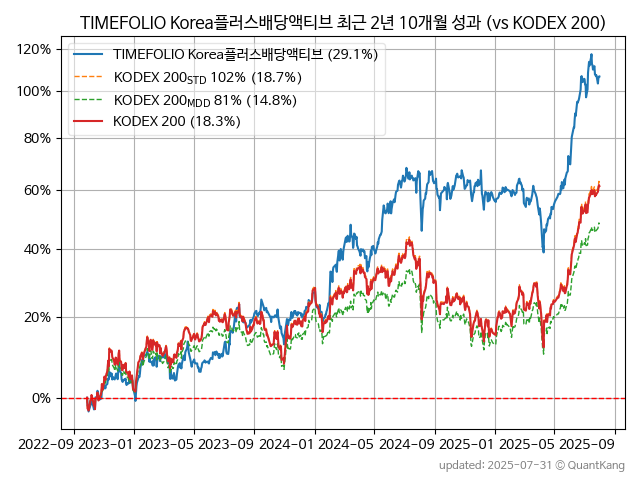 TIMEFOLIO Korea플러스배당액티브 최근 2년 10개월 성과 (vs KODEX 200)
TIMEFOLIO Korea플러스배당액티브 (29.1%)
KODEX 200STD 102% (18.7%)
KODEX 200MDD 81% (14.8%)
KODEX 200 (18.3%)
120%
100%
80%
60%
40%
20%
0%
2022-09 2023-01 2023-05 2023-09 2024-01 2024-05 2024-09 2025-01 2025-05 2025-09
updated: 2025-07-31 © QuantKang